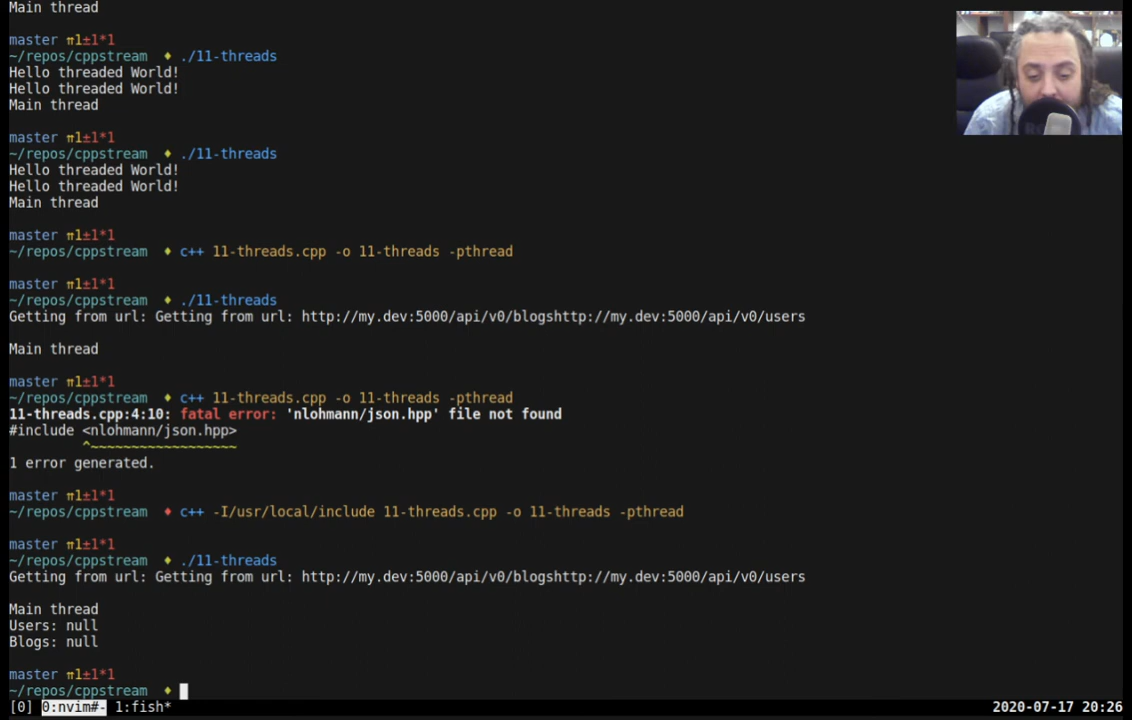 Main thread
master ⇈1±1*1
~/repos/cppstream ♦ ./11-threads
Hello threaded World!
Hello threaded World!
Main thread
master ⇈1±1*1
~/repos/cppstream ♦ ./11-threads
Hello threaded World!
Hello threaded World!
Main thread
master ⇈1±1*1
~/repos/cppstream ♦ c++ 11-threads.cpp -o 11-threads -pthread
master ⇈1±1*1
~/repos/cppstream ♦ ./11-threads
Getting from url: Getting from url: http://my.dev:5000/api/v0/blogshttp://my.dev:5000/api/v0/users
Main thread
master ⇈1±1*1
~/repos/cppstream ♦ c++ 11-threads.cpp -o 11-threads -pthread
11-threads.cpp:4:10: fatal error: 'nlohmann/json.hpp' file not found
#include <nlohmann/json.hpp>
^~~~~~~~~~~~~~~~~~~
1 error generated.
master ⇈1±1*1
~/repos/cppstream ♦ c++ -I/usr/local/include 11-threads.cpp -o 11-threads -pthread
master ⇈1±1*1
~/repos/cppstream ♦ ./11-threads
Getting from url: Getting from url: http://my.dev:5000/api/v0/blogshttp://my.dev:5000/api/v0/users
Main thread
Users: null
Blogs: null
master ⇈1±1*1
~/repos/cppstream ♦
[0] 0:nvim#- 1:fish* 2020-07-17 20:26